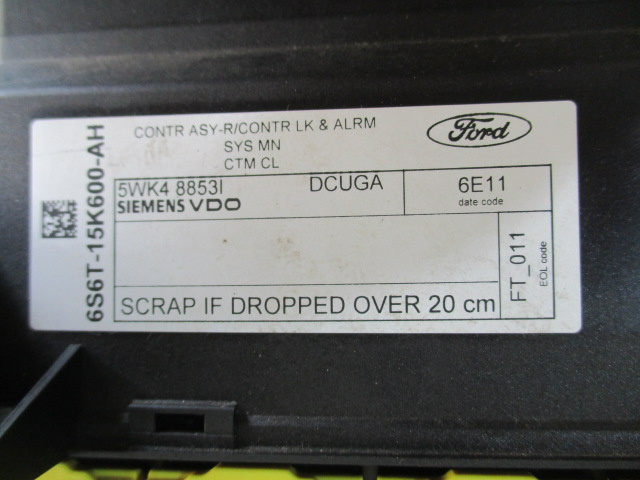 CONTR ASY-R/CONTR LK & ALRM
SYS MN
CTM CL
Ford
6S6T-15K600-AH
5WK4 8853I
DCUGA
6E11
SIEMENS VDO
date code
FT_011
EOL code
SCRAP IF DROPPED OVER 20 cm